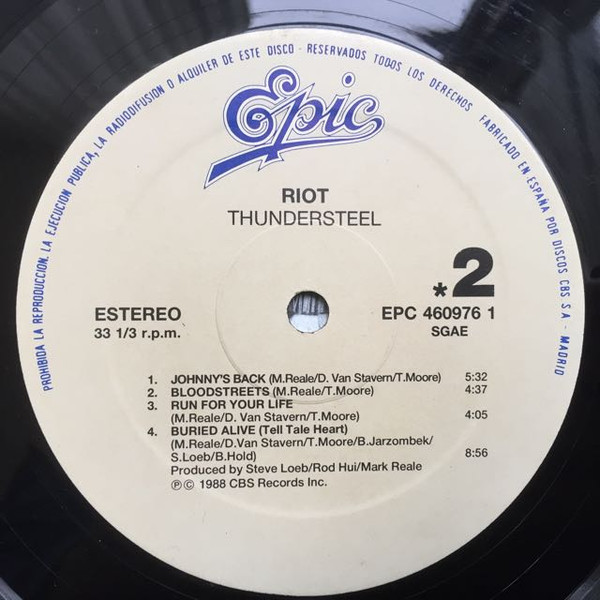 PROHIBIDA LA REPRODUCCION. LA EJECUCION PUBLICA, LA RADIODIFUSION O ALQUILER DE ESTE DISCO - RESERVADOS TODOS LOS DERECHOS FABRICADO EN ESPAÑA POR DISCOS CBS S A - MADRID
Epic
RIOT
THUNDERSTEEL
ESTEREO
33 1/3 r.p.m.
*2
EPC 460976 1
SGAE
1. JOHNNY'S BACK (M.Reale/D. Van Stavern/T.Moore) 5:32
2. BLOODSTREETS (M.Reale/T.Moore) 4:37
3. RUN FOR YOUR LIFE
(M.Reale/D. Van Stavern/T.Moore) 4:05
4. BURIED ALIVE (Tell Tale Heart)
(M.Reale/D.Van Stavern/T.Moore/B.Jarzombek/
S.Loeb/B.Hold) 8:56
Produced by Steve Loeb/Rod Hui/Mark Reale
℗ © 1988 CBS Records Inc.